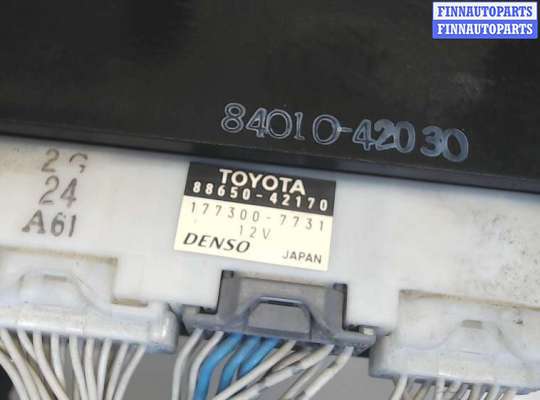 FINNAUTOPARTS
FINNAUTOPARTS
84010-42030
2G
24
A61
TOYOTA
88650-42170
177300-7731
12V
DENSO
JAPAN